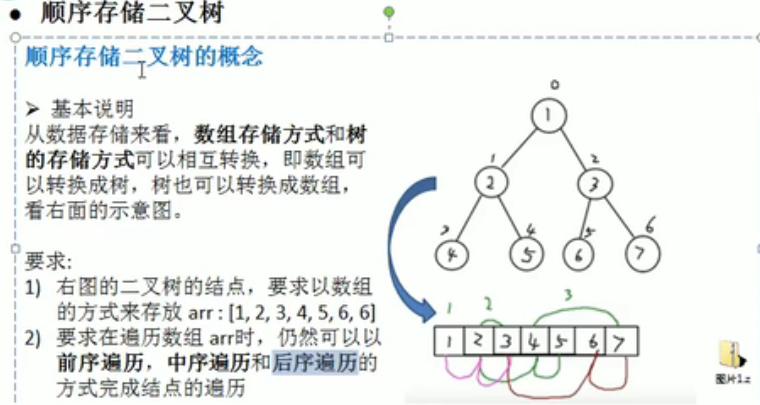 ● 顺序存储二叉树
顺序存储二叉树的概念
➢ 基本说明
从数据存储来看，数组存储方式和树
的存储方式可以相互转换，即数组可
以转换成树，树也可以转换成数组，
看右面的示意图。
要求:
1) 右图的二叉树的结点，要求以数组
的方式来存放 arr : [1, 2, 3, 4, 5, 6, 6]
2) 要求在遍历数组 arr时，仍然可以以
前序遍历，中序遍历和后序遍历的
方式完成结点的遍历
0
1
1 2
2 3
3 4 5 6
4 5 6 7
1 2 3
1 2 3 4 5 6 7
图片1.z